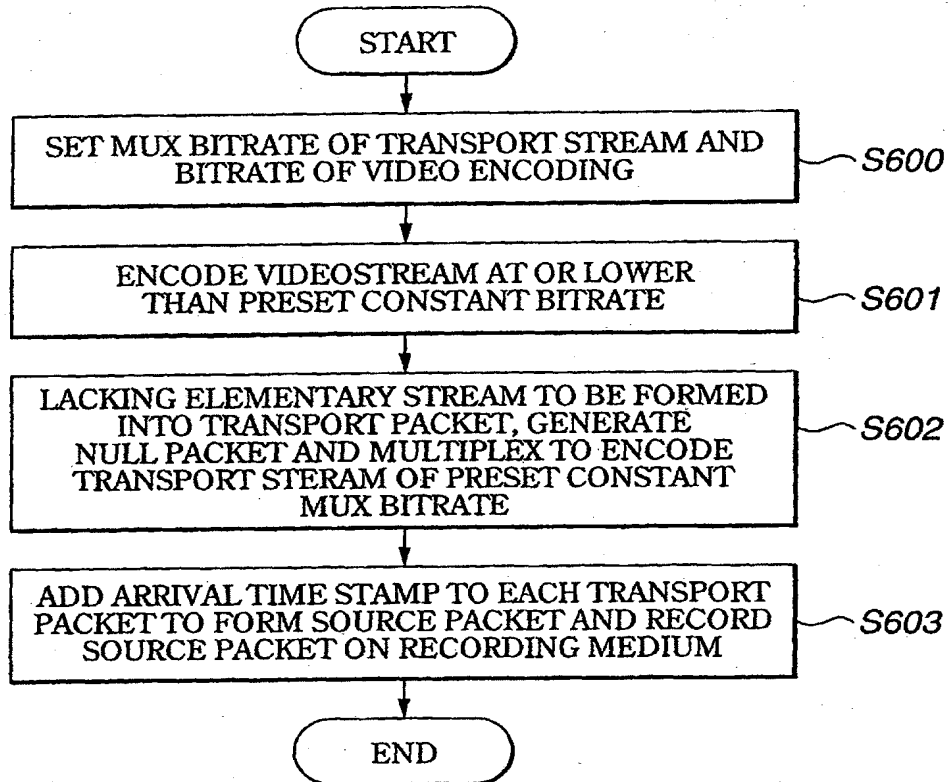 START
SET MUX BITRATE OF TRANSPORT STREAM AND
BITRATE OF VIDEO ENCODING
S600
ENCODE VIDEOSTREAM AT OR LOWER
THAN PRESET CONSTANT BITRATE
S601
LACKING ELEMENTARY STREAM TO BE FORMED
INTO TRANSPORT PACKET, GENERATE
NULL PACKET AND MULTIPLEX TO ENCODE
TRANSPORT STERAM OF PRESET CONSTANT
MUX BITRATE
S602
ADD ARRIVAL TIME STAMP TO EACH TRANSPORT
PACKET TO FORM SOURCE PACKET AND RECORD
SOURCE PACKET ON RECORDING MEDIUM
S603
END